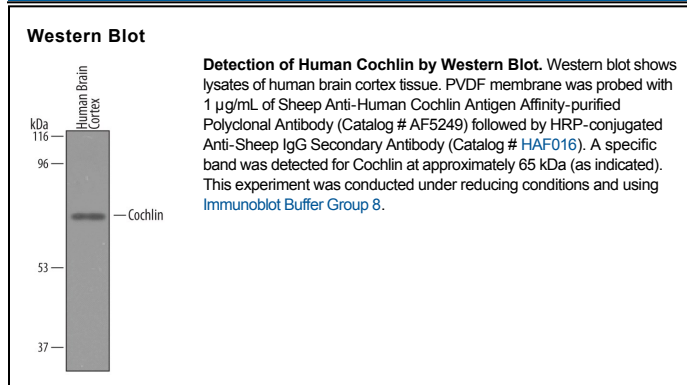 Western Blot
Human Brain
Cortex
kDa
116
96
Cochlin
53
37
Detection of Human Cochlin by Western Blot. Western blot shows
lysates of human brain cortex tissue. PVDF membrane was probed with
1 µg/mL of Sheep Anti-Human Cochlin Antigen Affinity-purified
Polyclonal Antibody (Catalog # AF5249) followed by HRP-conjugated
Anti-Sheep IgG Secondary Antibody (Catalog # HAF016). A specific
band was detected for Cochlin at approximately 65 kDa (as indicated).
This experiment was conducted under reducing conditions and using
Immunoblot Buffer Group 8.